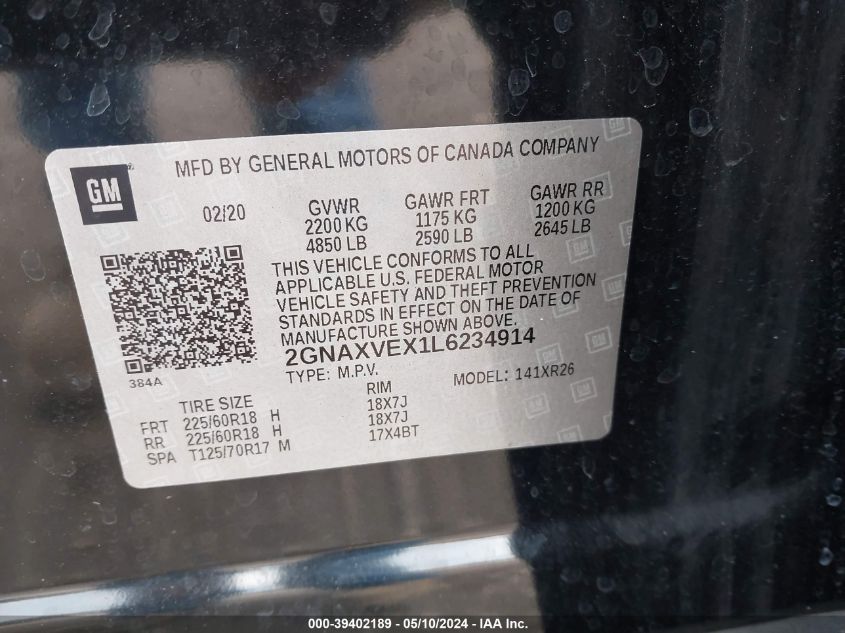 MFD BY GENERAL MOTORS OF CANADA COMPANY
GM
02/20
GVWR GAWR FRT GAWR RR
2200 KG 1175 KG 1200 KG
4850 LB 2590 LB 2645 LB
THIS VEHICLE CONFORMS TO ALL
APPLICABLE U.S. FEDERAL MOTOR
VEHICLE SAFETY AND THEFT PREVENTION
STANDARDS IN EFFECT ON THE DATE OF
MANUFACTURE SHOWN ABOVE.
2GNAXVEX1L6234914
384A
TYPE: M.P.V. MODEL: 141XR26
TIRE SIZE RIM
FRT 225/60R18 H 18X7J
RR 225/60R18 H 18X7J
SPA T125/70R17 M 17X4BT
000-39402189 - 05/10/2024 - IAA Inc.